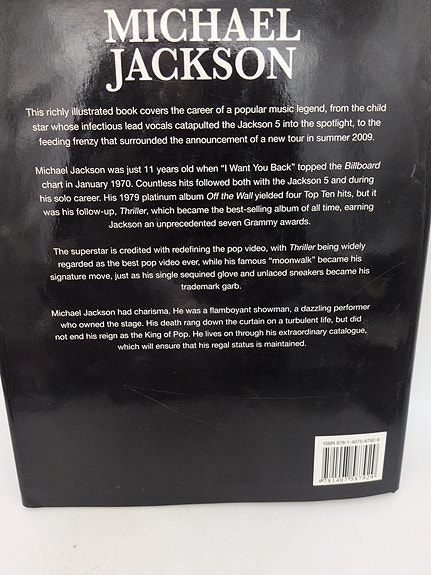 MICHAEL
JACKSON
This richly illustrated book covers the career of a popular music legend, from the child
star whose infectious lead vocals catapulted the Jackson 5 into the spotlight, to the
feeding frenzy that surrounded the announcement of a new tour in summer 2009.
Michael Jackson was just 11 years old when “I Want You Back” topped the Billboard
chart in January 1970. Countless hits followed both with the Jackson 5 and during
his solo career. His 1979 platinum album Off the Wall yielded four Top Ten hits, but it
was his follow-up, Thriller, which became the best-selling album of all time, earning
Jackson an unprecedented seven Grammy awards.
The superstar is credited with redefining the pop video, with Thriller being widely
regarded as the best pop video ever, while his famous “moonwalk” became his
signature move, just as his single sequined glove and unlaced sneakers became his
trademark garb.
Michael Jackson had charisma. He was a flamboyant showman, a dazzling performer
who owned the stage. His death rang down the curtain on a turbulent life, but did
not end his reign as the King of Pop. He lives on through his extraordinary catalogue,
which will ensure that his regal status is maintained.
ISBN 978-1-4075-8792-9
9 781407 587929